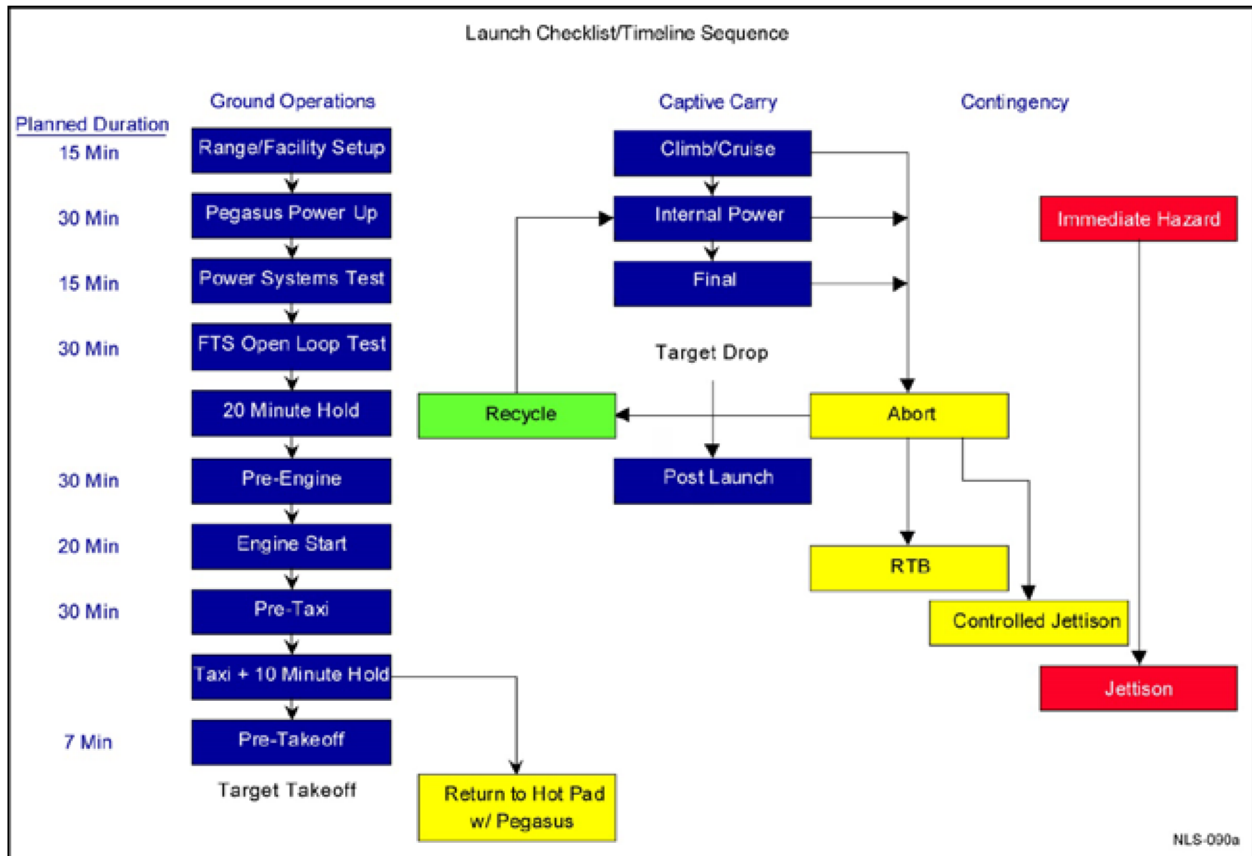 Launch Checklist/Timeline Sequence
Ground Operations
Captive Carry
Contingency
Planned Duration
15 Min
Range/Facility Setup
Climb/Cruise
30 Min
Pegasus Power Up
Internal Power
Immediate Hazard
15 Min
Power Systems Test
Final
30 Min
FTS Open Loop Test
Target Drop
20 Minute Hold
Recycle
Abort
30 Min
Pre-Engine
Post Launch
20 Min
Engine Start
RTB
30 Min
Pre-Taxi
Controlled Jettison
Taxi + 10 Minute Hold
Jettison
7 Min
Pre-Takeoff
Target Takeoff
Return to Hot Pad
w/ Pegasus
NLS-090a